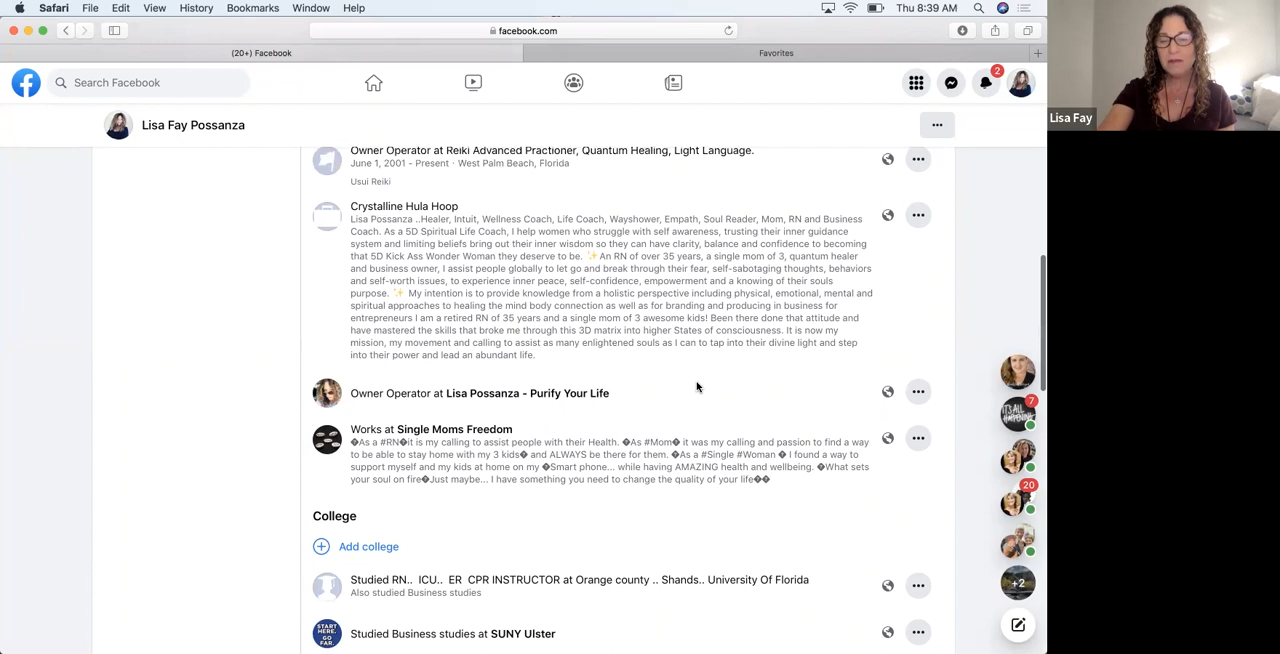 Safari File Edit View History Bookmarks Window Help Thu 8:39 AM
facebook.com
(20+) Facebook Favorites
Search Facebook 2
Lisa Fay Possanza
Lisa Fay
Owner Operator at Reiki Advanced Practioner, Quantum Healing, Light Language.
June 1, 2001 - Present · West Palm Beach, Florida
Usui Reiki
Crystalline Hula Hoop
Lisa Possanza ..Healer, Intuit, Wellness Coach, Life Coach, Wayshower, Empath, Soul Reader, Mom, RN and Business
Coach. As a 5D Spiritual Life Coach, I help women who struggle with self awareness, trusting their inner guidance
system and limiting beliefs bring out their inner wisdom so they can have clarity, balance and confidence to becoming
that 5D Kick Ass Wonder Woman they deserve to be. ✨An RN of over 35 years, a single mom of 3, quantum healer
and business owner, I assist people globally to let go and break through their fear, self-sabotaging thoughts, behaviors
and self-worth issues, to experience inner peace, self-confidence, empowerment and a knowing of their souls
purpose. ✨ My intention is to provide knowledge from a holistic perspective including physical, emotional, mental and
spiritual approaches to healing the mind body connection as well as for branding and producing in business for
entrepreneurs I am a retired RN of 35 years and a single mom of 3 awesome kids! Been there done that attitude and
have mastered the skills that broke me through this 3D matrix into higher States of consciousness. It is now my
mission, my movement and calling to assist as many enlightened souls as I can to tap into their divine light and step
into their power and lead an abundant life.
Owner Operator at Lisa Possanza - Purify Your Life
Works at Single Moms Freedom
�As a #RN�it is my calling to assist people with their Health. �As #Mom� it was my calling and passion to find a way
to be able to stay home with my 3 kids� and ALWAYS be there for them. �As a #Single #Woman � I found a way to
support myself and my kids at home on my �Smart phone... while having AMAZING health and wellbeing. �What sets
your soul on fire�Just maybe... I have something you need to change the quality of your life��
College
Add college
Studied RN.. ICU.. ER CPR INSTRUCTOR at Orange county .. Shands.. University Of Florida
Also studied Business studies
START
HERE.
GO
FAR.
Studied Business studies at SUNY Ulster
IT'S ALL
HAPPENING
7
20
+2